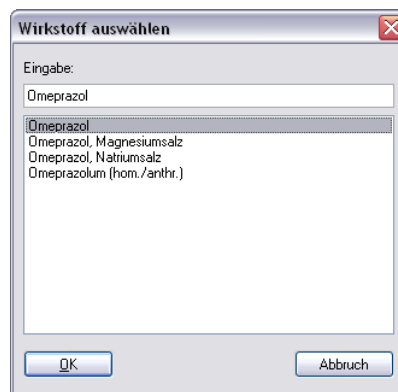 Wirkstoff auswählen
Eingabe:
Omeprazol
Omeprazol
Omeprazol, Magnesiumsalz
Omeprazol, Natriumsalz
Omeprazolum (hom./anthr.)
OK
Abbruch